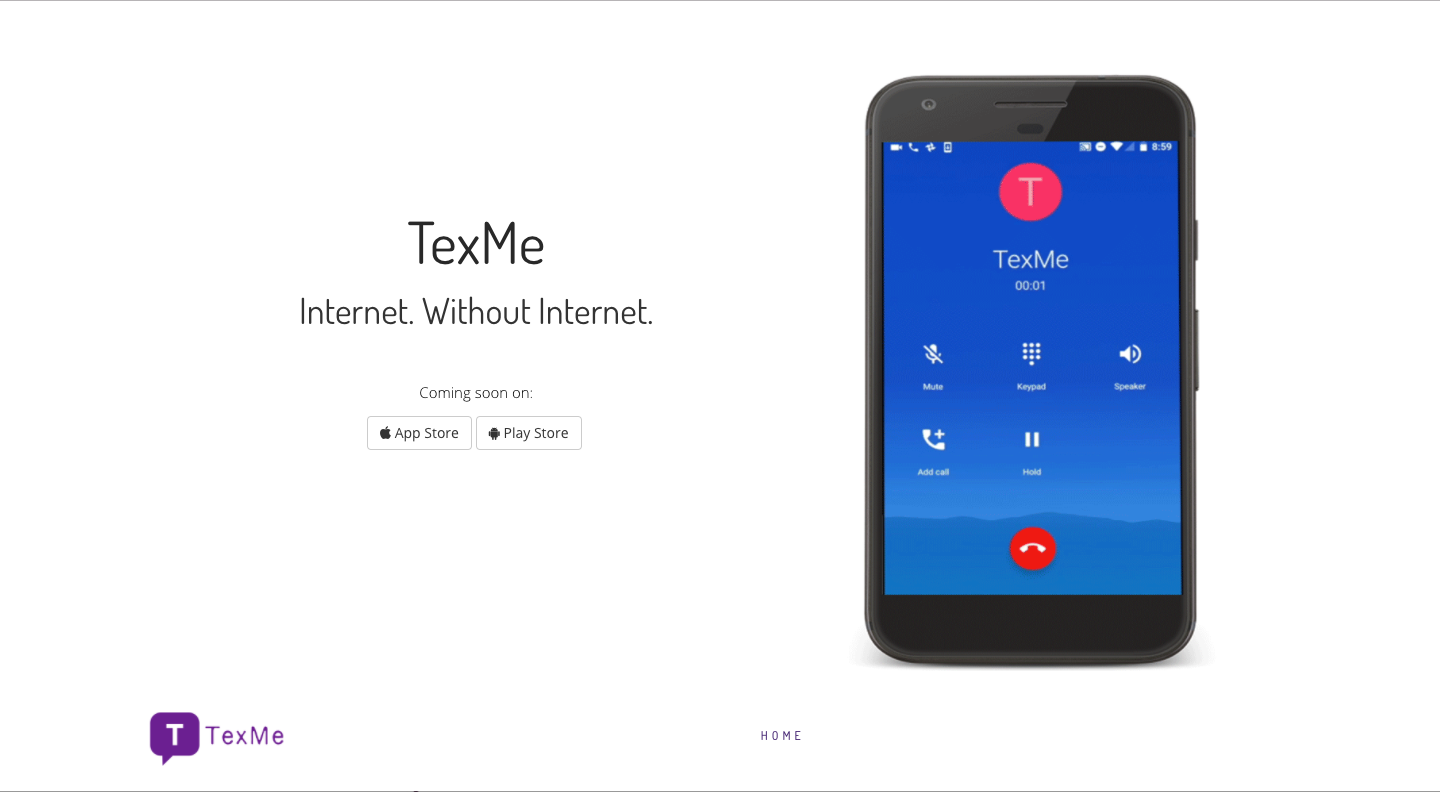 TexMe
Internet. Without Internet.
Coming soon on:
App Store
Play Store
8:59
T
TexMe
00:01
Mute
Keypad
Speaker
Add call
Hold
T
TexMe
HOME